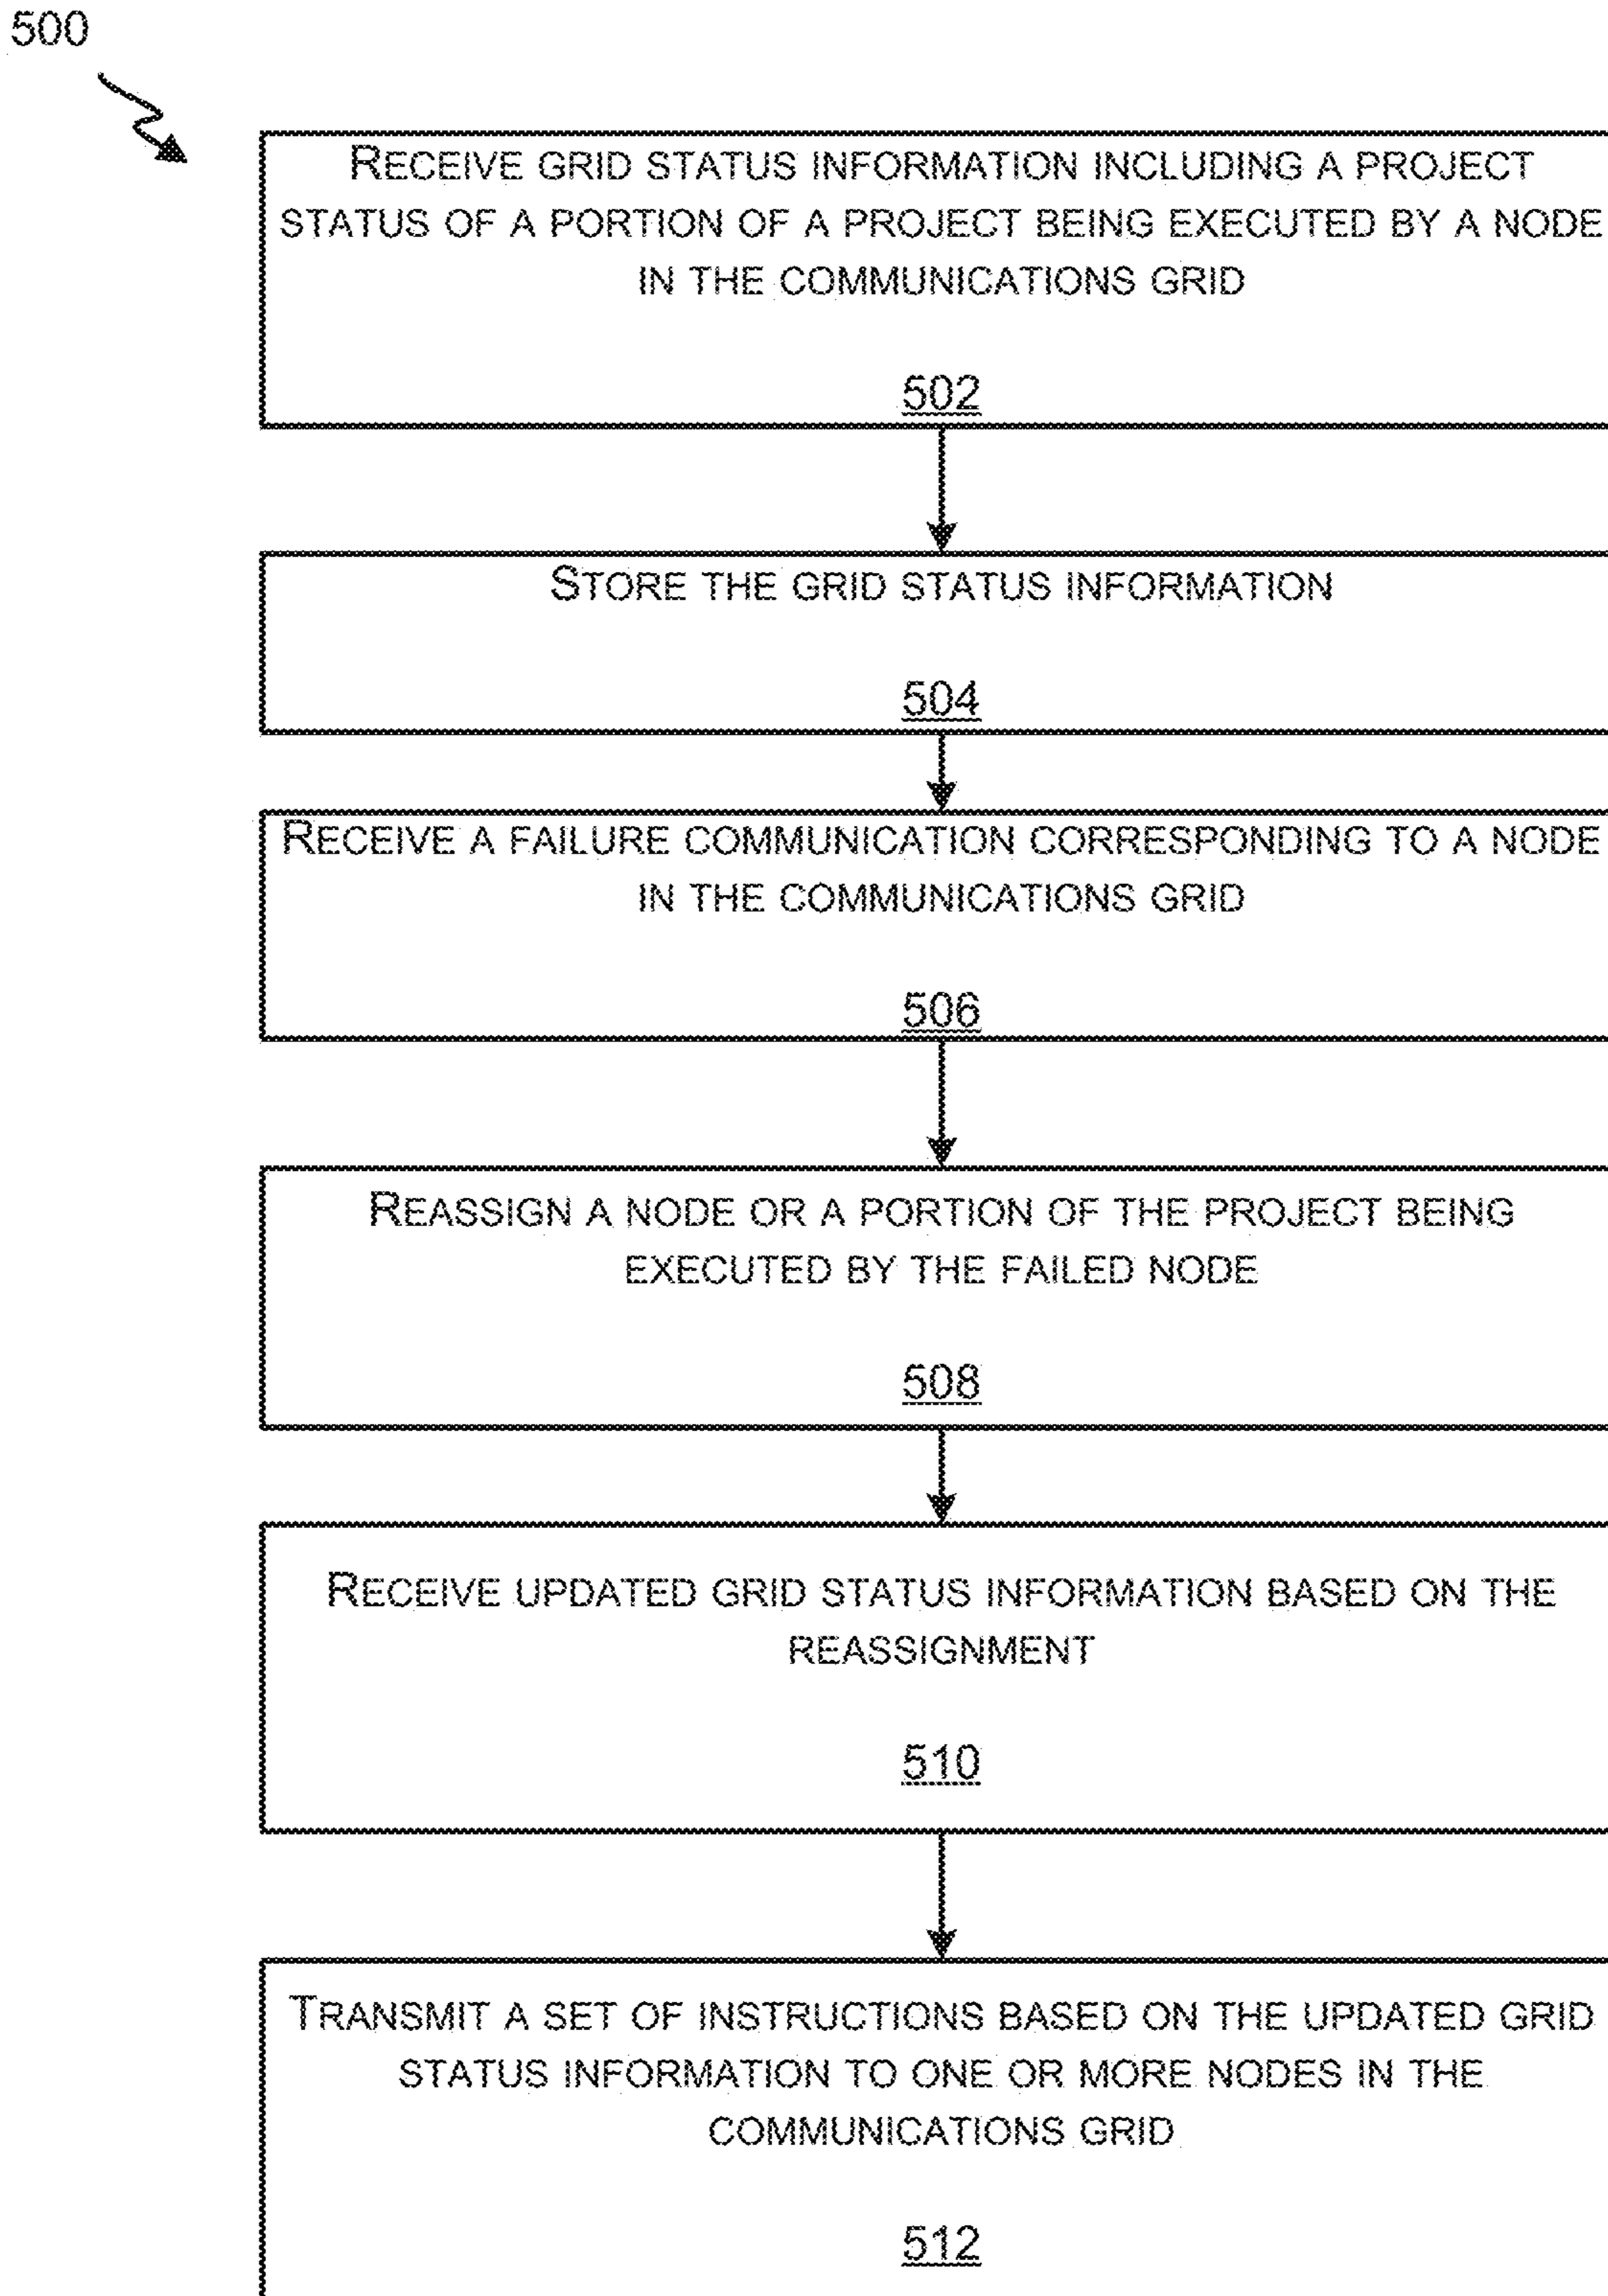 500
RECEIVE GRID STATUS INFORMATION INCLUDING A PROJECT
STATUS OF A PORTION OF A PROJECT BEING EXECUTED BY A NODE
IN THE COMMUNICATIONS GRID
502
STORE THE GRID STATUS INFORMATION
504
RECEIVE A FAILURE COMMUNICATION CORRESPONDING TO A NODE
IN THE COMMUNICATIONS GRID
506
REASSIGN A NODE OR A PORTION OF THE PROJECT BEING
EXECUTED BY THE FAILED NODE
508
RECEIVE UPDATED GRID STATUS INFORMATION BASED ON THE
REASSIGNMENT
510
TRANSMIT A SET OF INSTRUCTIONS BASED ON THE UPDATED GRID
STATUS INFORMATION TO ONE OR MORE NODES IN THE
COMMUNICATIONS GRID
512